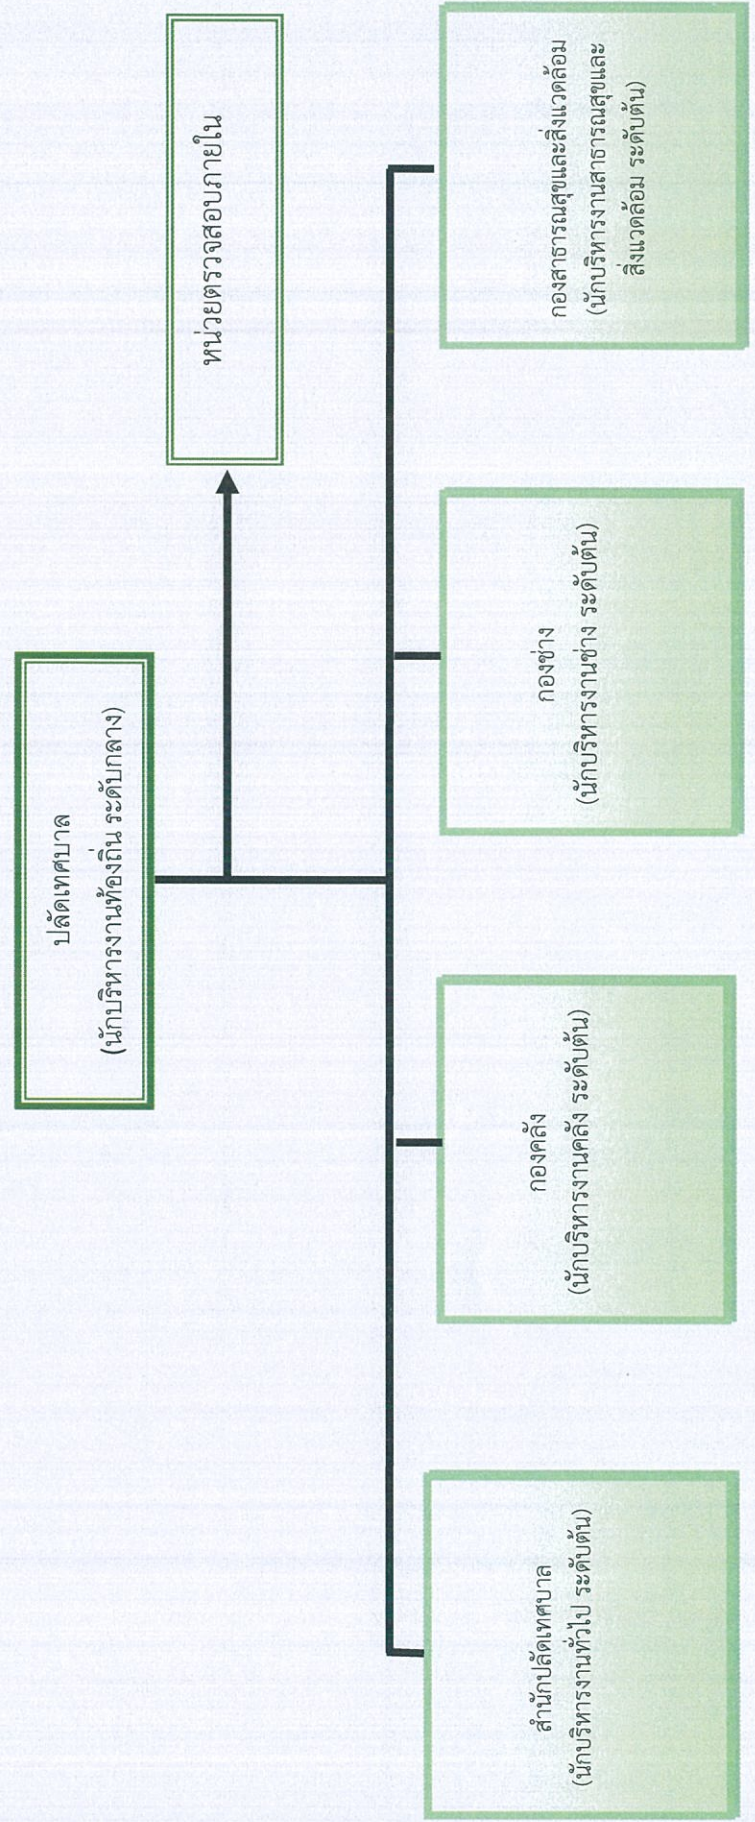 ปลัดเทศบาล
(นักบริหารงานท้องถิ่น ระดับกลาง)
หน่วยตรวจสอบภายใน
สำนักปลัดเทศบาล
(นักบริหารงานทั่วไป ระดับต้น)
กองคลัง
(นักบริหารงานคลัง ระดับต้น)
กองช่าง
(นักบริหารงานช่าง ระดับต้น)
กองสาธารณสุขและสิ่งแวดล้อม
(นักบริหารงานสาธารณสุขและ
สิ่งแวดล้อม ระดับต้น)